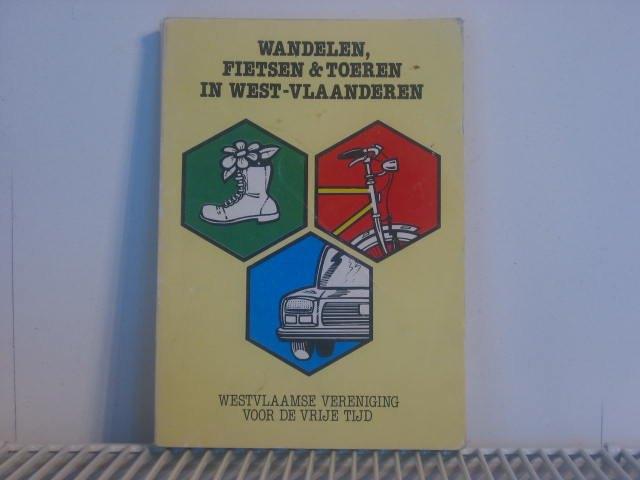 WANDELEN,
FIETSEN & TOEREN
IN WEST-VLAANDEREN
WESTVLAAMSE VERENIGING
VOOR DE VRIJE TIJD